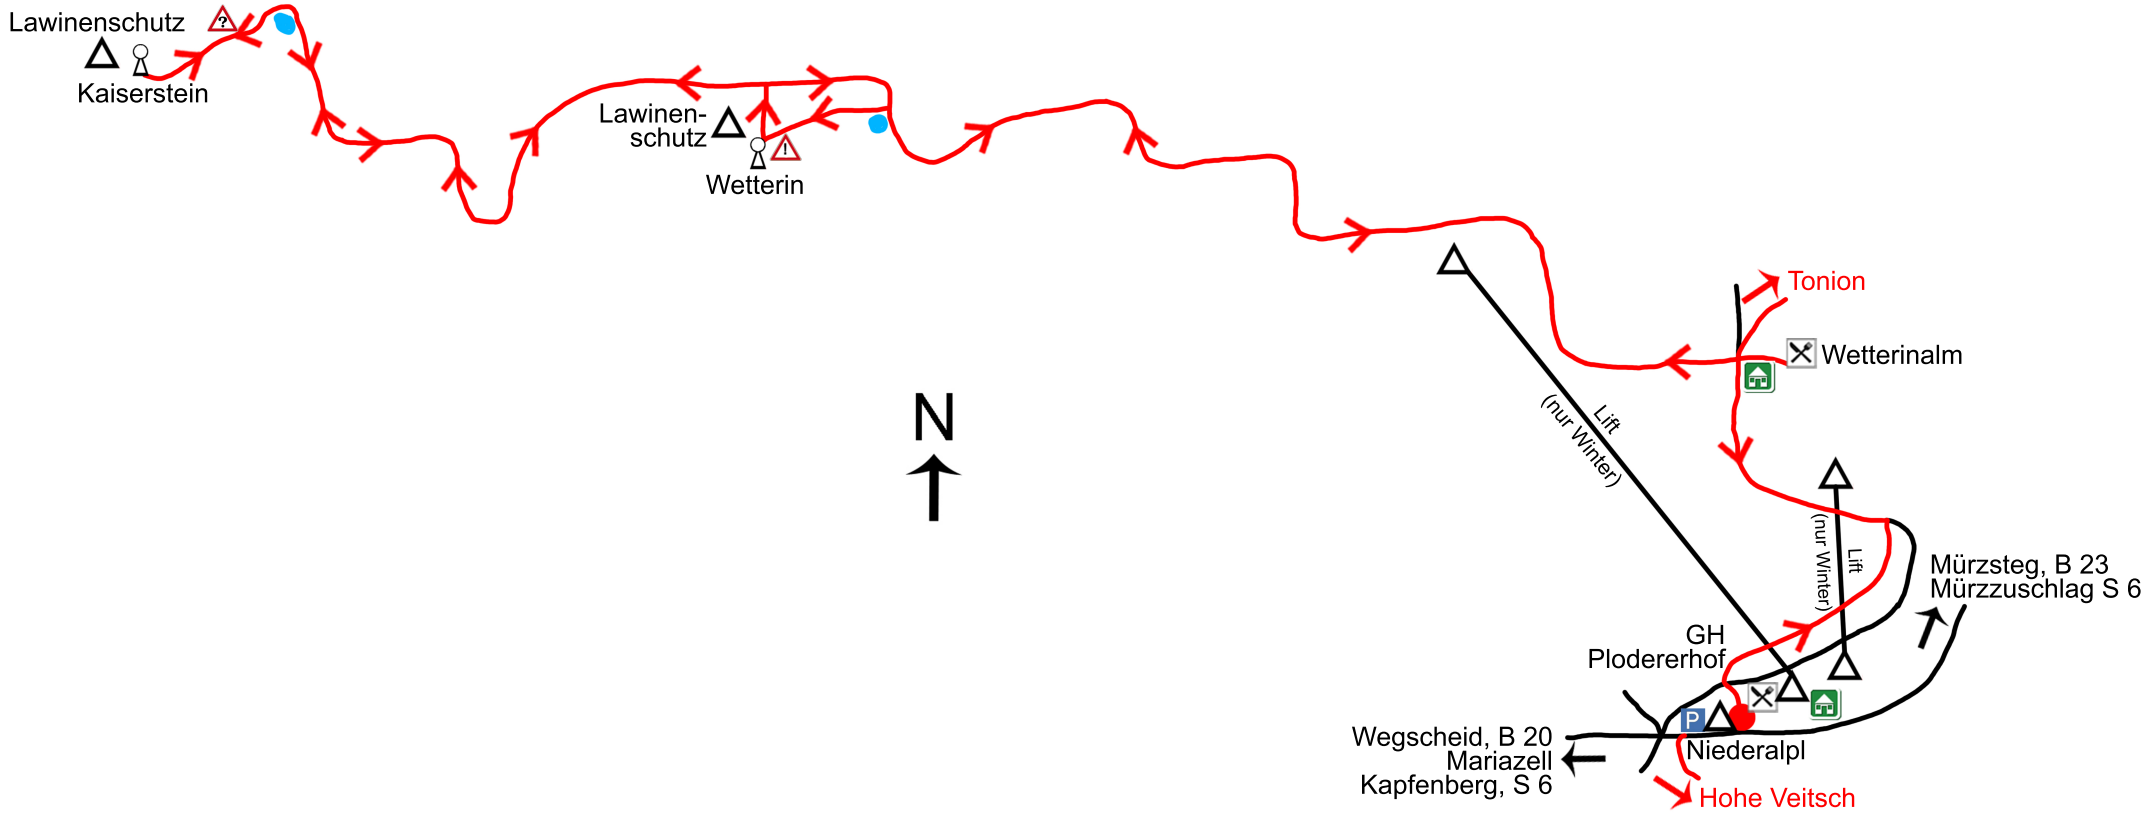 Lawinenschutz
?
Kaiserstein
Lawinen-
schutz
!
Wetterin
Tonion
Wetterinalm
N
Lift
(nur Winter)
Lift
(nur Winter)
Mürzsteg, B 23
Mürzzuschlag S 6
GH
Plodererhof
P
Niederalpl
Wegscheid, B 20
Mariazell
Kapfenberg, S 6
Hohe Veitsch